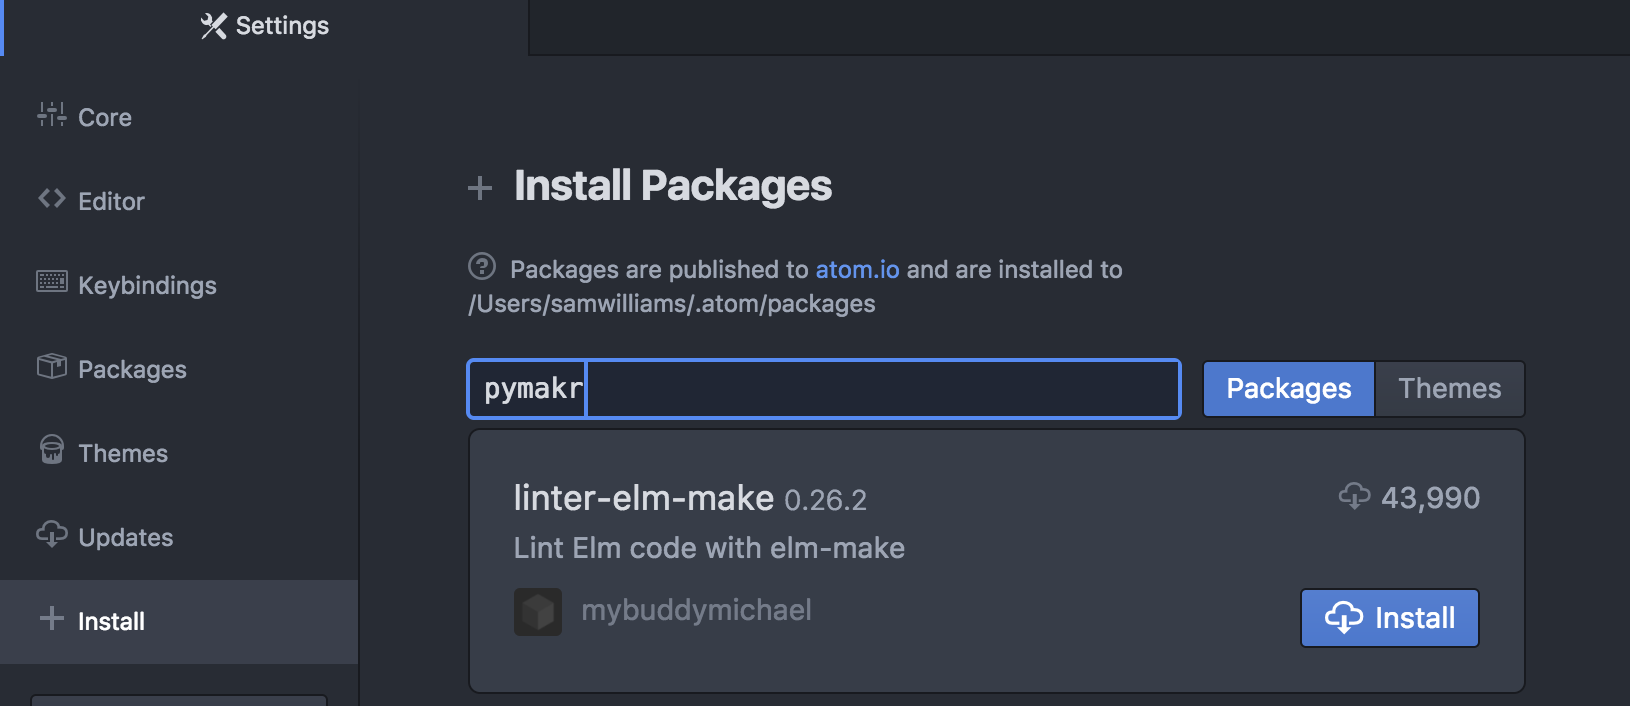 Settings
Core
Editor
Keybindings
Packages
Themes
Updates
Install
Install Packages
Packages are published to atom.io and are installed to
/Users/samwilliams/.atom/packages
pymakr
Packages Themes
linter-elm-make 0.26.2 43,990
Lint Elm code with elm-make
mybuddymichael
Install